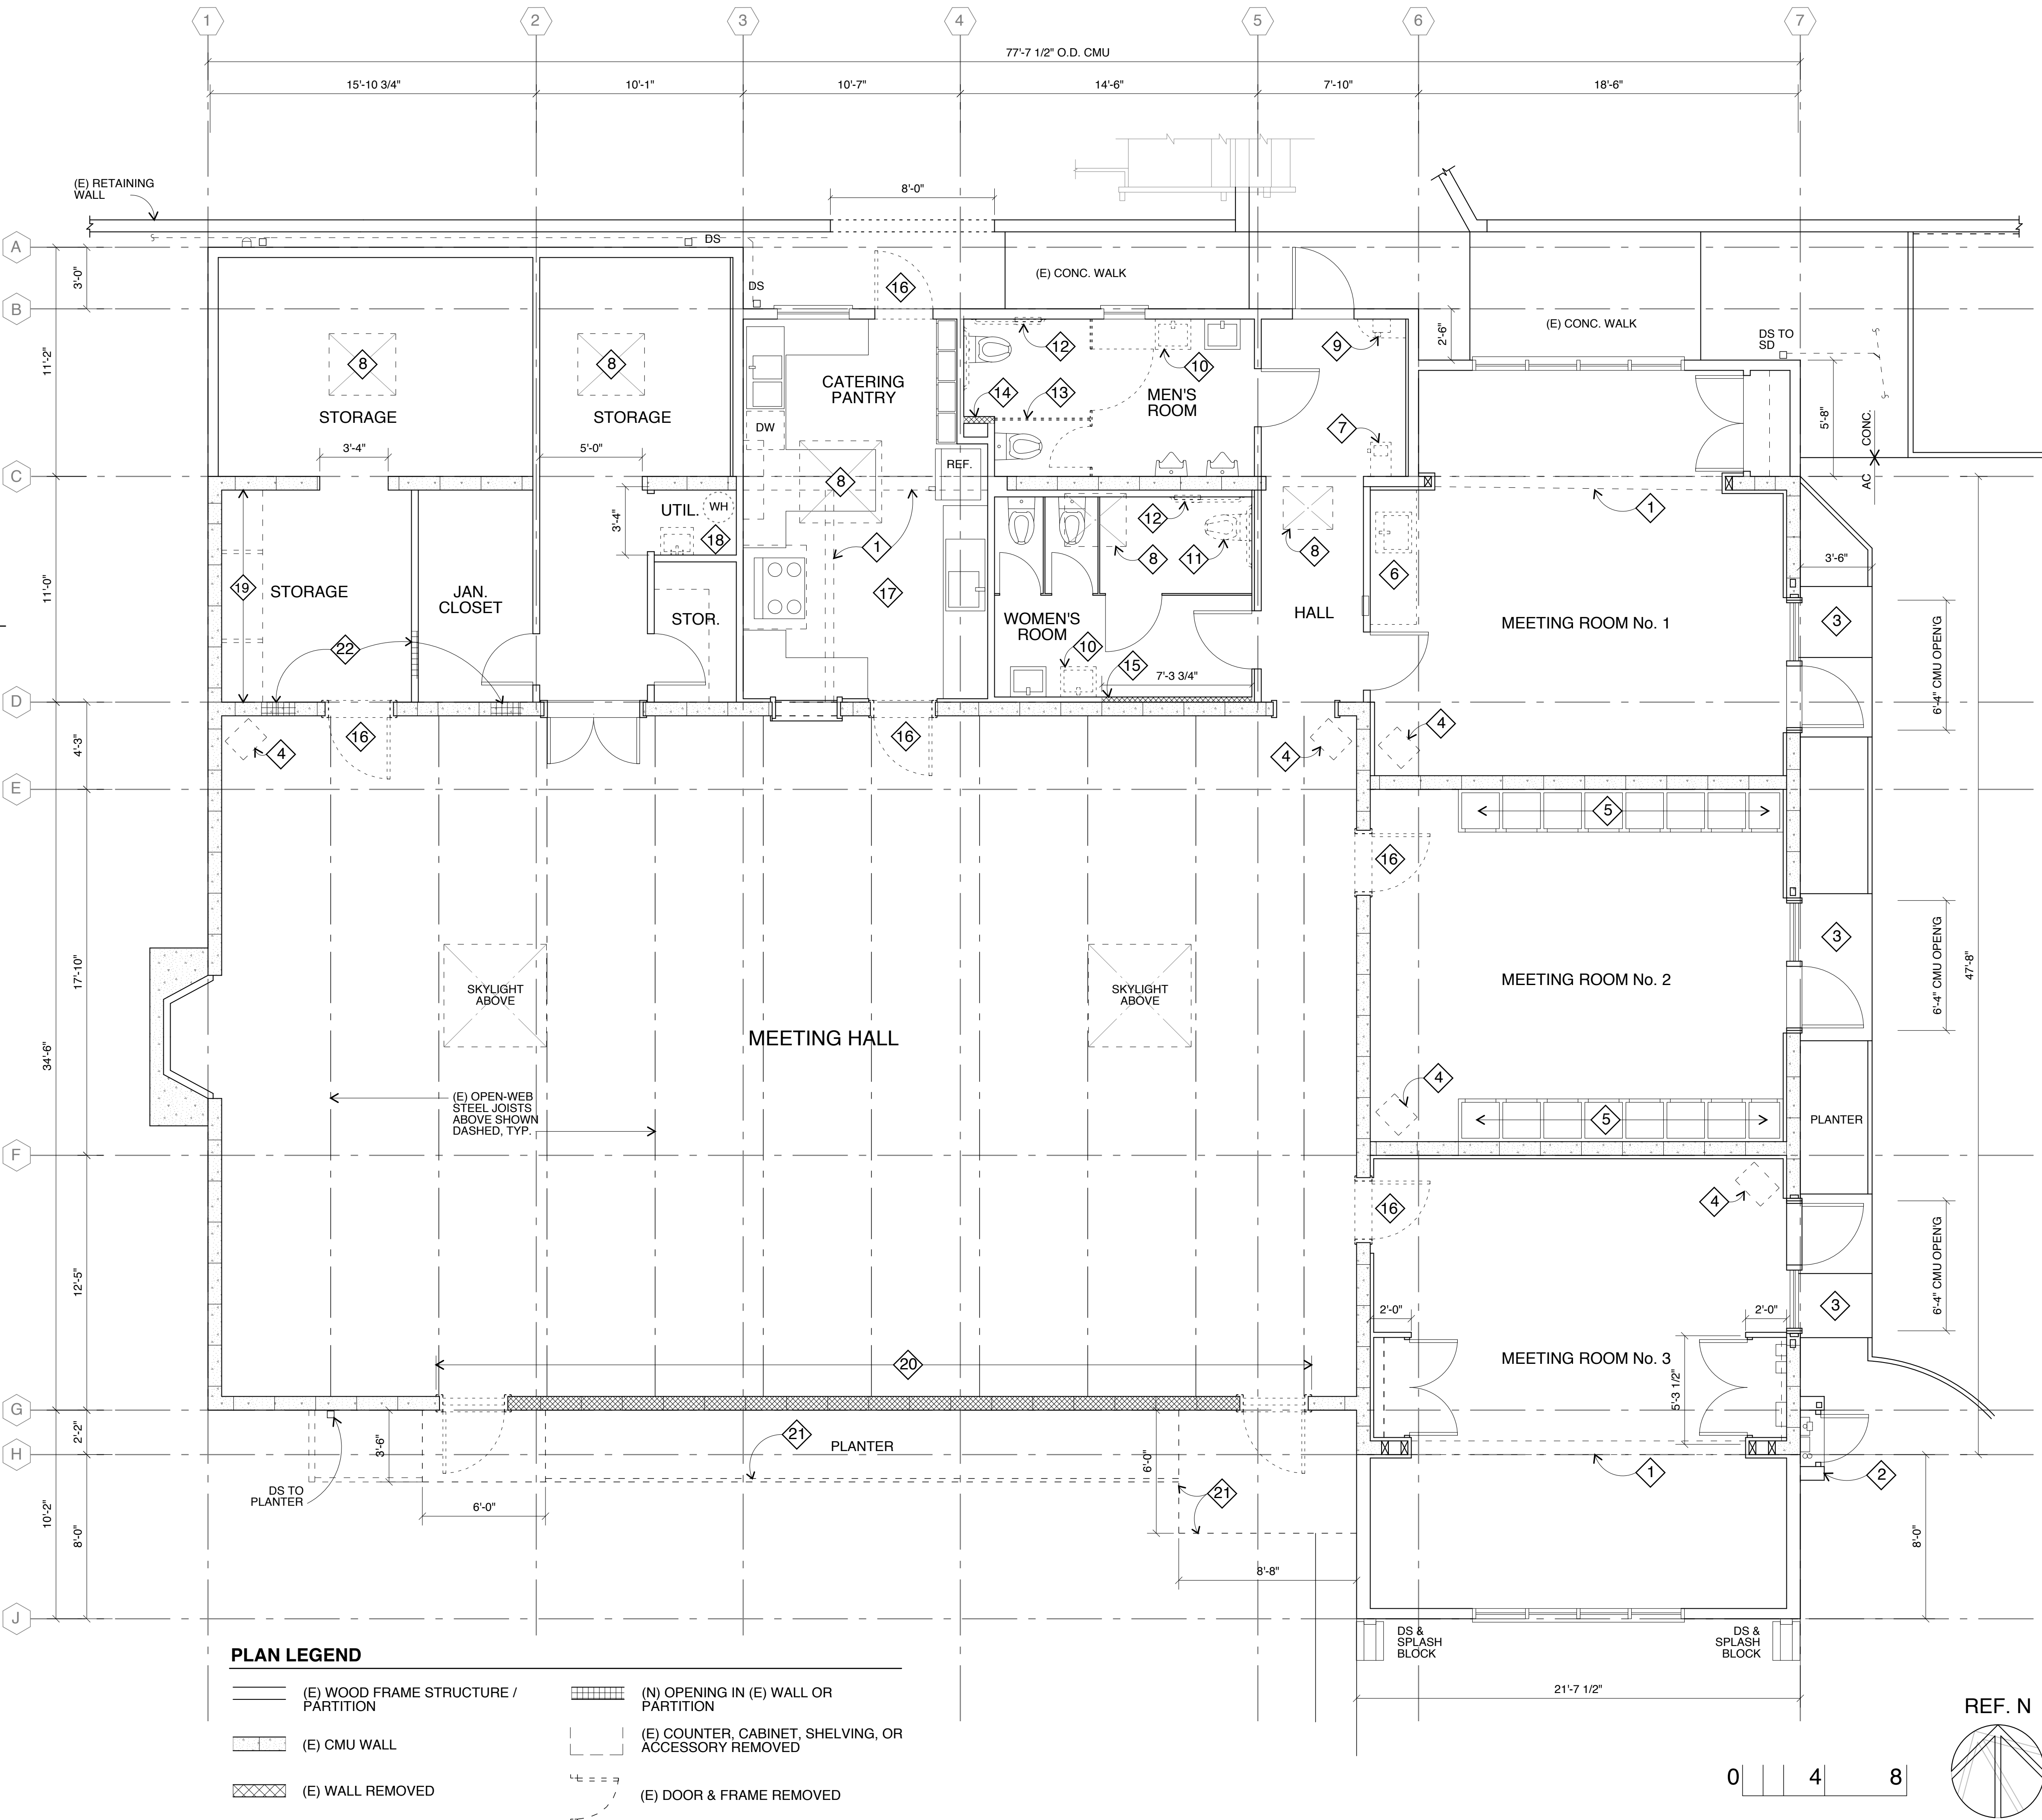 1
2
3
4
5
6
7
77'-7 1/2" O.D. CMU
15'-10 3/4"
10'-1"
10'-7"
14'-6"
7'-10"
18'-6"
(E) RETAINING
WALL
8'-0"
A
3'-0"
DS
DS
16
(E) CONC. WALK
B
11'-2"
2'-6"
(E) CONC. WALK
DS TO
SD
8
8
12
10
9
STORAGE
STORAGE
CATERING
PANTRY
14
13
MEN'S
ROOM
7
5'-8"
CONC.
AC
3'-4"
5'-0"
DW
REF.
C
8
1
UTIL.
WH
3'-4"
18
12
8
11
8
6
3'-6"
1
17
11'-0"
19
STORAGE
JAN.
CLOSET
STOR.
WOMEN'S
ROOM
HALL
MEETING ROOM No. 1
3
6'-4" CMU OPEN'G
22
10
15
7'-3 3/4"
D
4'-3"
4
16
16
4
4
E
5
16
17'-10"
34'-6"
SKYLIGHT
ABOVE
SKYLIGHT
ABOVE
MEETING HALL
MEETING ROOM No. 2
3
6'-4" CMU OPEN'G
47'-8"
(E) OPEN-WEB
STEEL JOISTS
ABOVE SHOWN
DASHED, TYP.
4
5
PLANTER
F
12'-5"
16
4
3
6'-4" CMU OPEN'G
2'-0"
2'-0"
20
MEETING ROOM No. 3
5'-3 1/2"
G
2'-2"
3'-6"
21
PLANTER
6'-0"
H
DS TO
PLANTER
6'-0"
21
1
2
10'-2"
8'-0"
8'-8"
8'-0"
J
DS &
SPLASH
BLOCK
DS &
SPLASH
BLOCK
21'-7 1/2"
PLAN LEGEND
(E) WOOD FRAME STRUCTURE /
PARTITION
(E) CMU WALL
(E) WALL REMOVED
(N) OPENING IN (E) WALL OR
PARTITION
(E) COUNTER, CABINET, SHELVING, OR
ACCESSORY REMOVED
(E) DOOR & FRAME REMOVED
0 4 8
REF. N